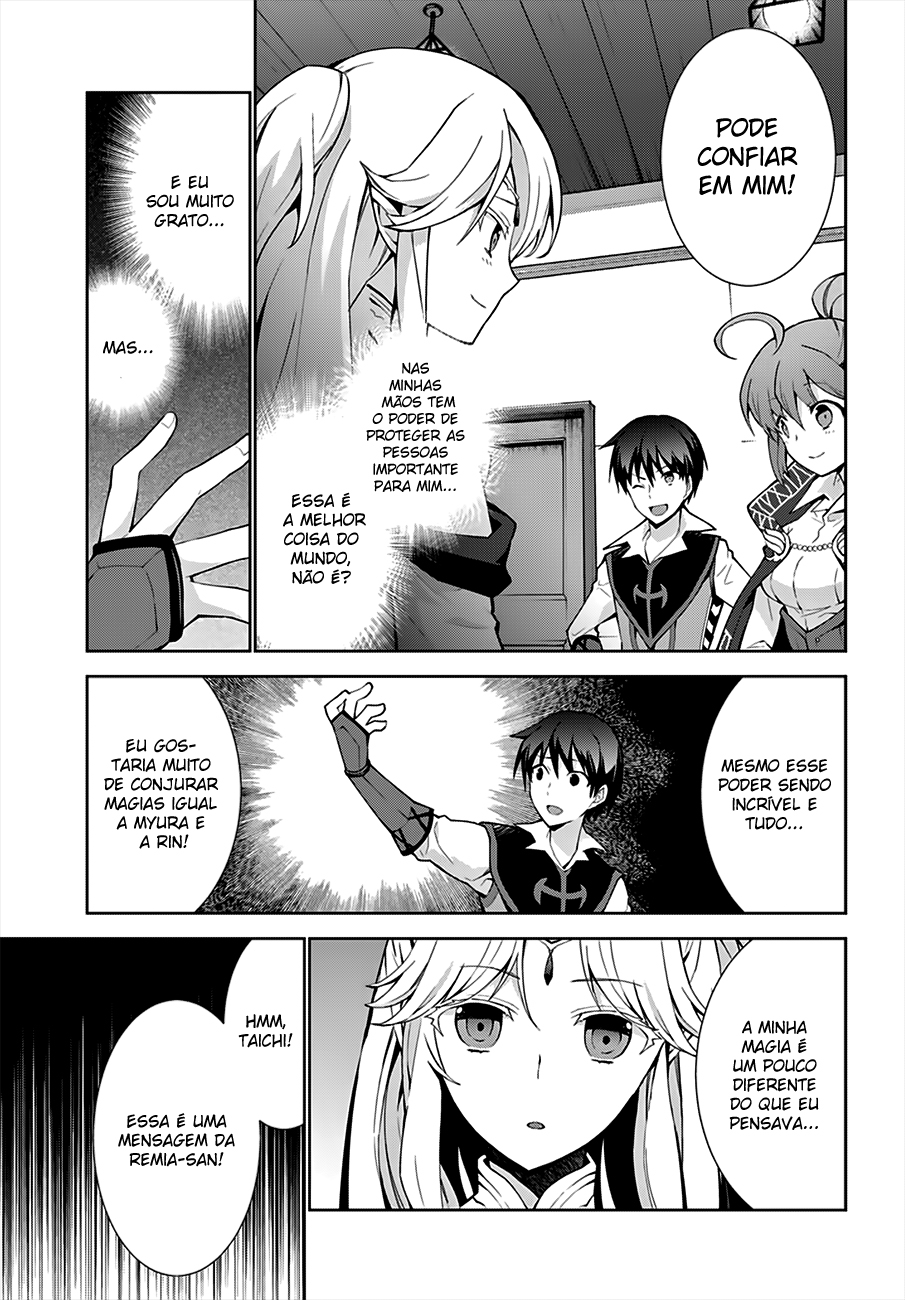 PODE
CONFIAR
EM MIM!
NAS
MINHAS
MÃOS TEM
O PODER DE
PROTEGER AS
PESSOAS
IMPORTANTE
PARA MIM...
ESSA É
A MELHOR
COISA DO
MUNDO,
NÃO É?
E EU
SOU MUITO
GRATO...
MAS...
MESMO ESSE
PODER SENDO
INCRÍVEL E
TUDO...
EU GOS-
TARIA MUITO
DE CONJURAR
MAGIAS IGUAL
A MYURA E
A RIN!
A MINHA
MAGIA É
UM POUCO
DIFERENTE
DO QUE EU
PENSAVA...
HMM,
TAICHI!
ESSA É UMA
MENSAGEM DA
REMIA-SAN!